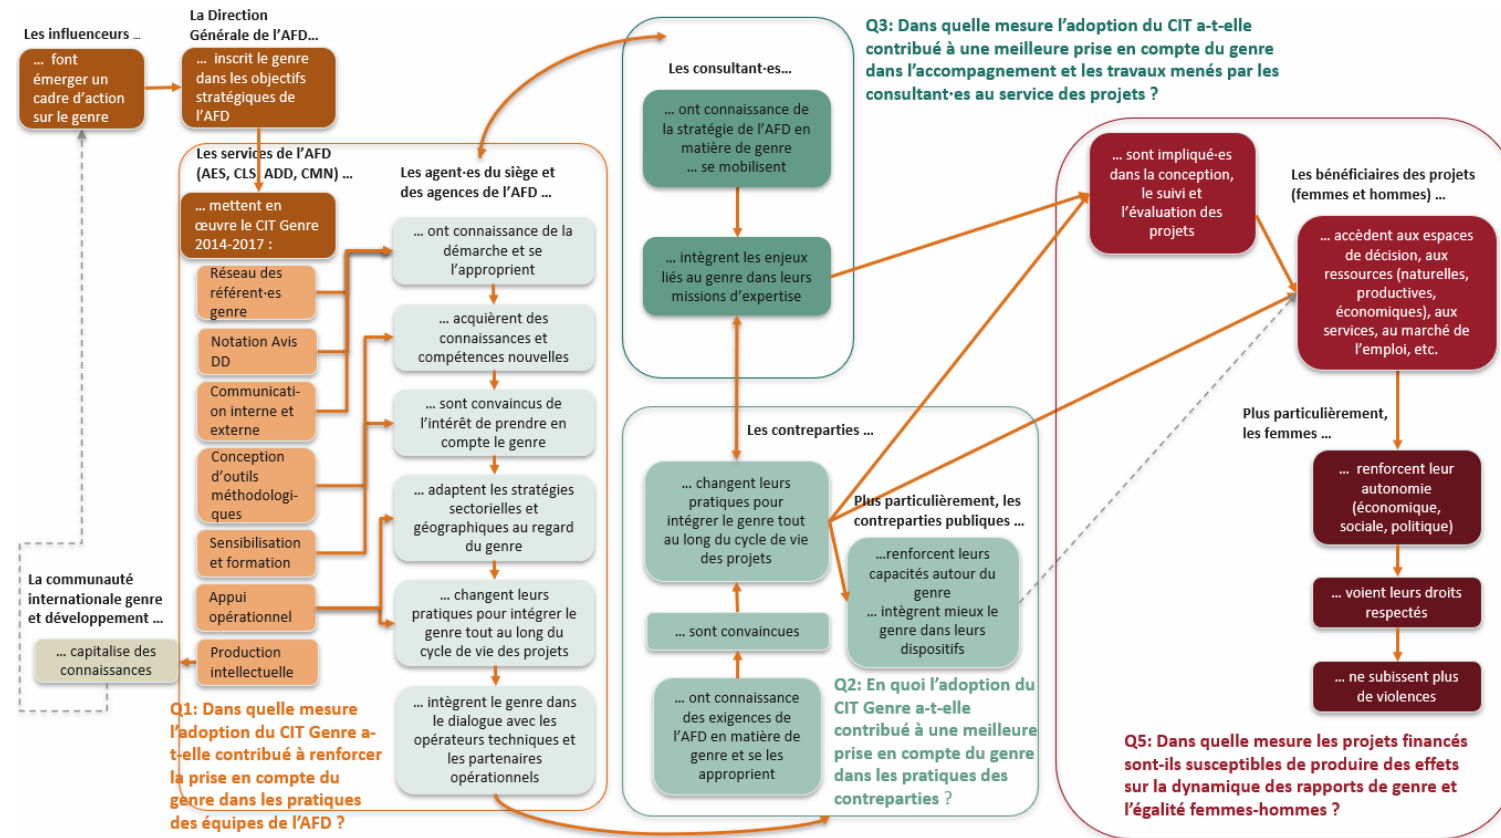 Les influenceurs ...
... font
émerger un
cadre d’action
sur le genre
La Direction
Générale de l’AFD...
... inscrit le genre
dans les objectifs
stratégiques de
l’AFD
Les services de l’AFD
(AES, CLS, ADD, CMN) ...
... mettent en
œuvre le CIT Genre
2014-2017 :
Réseau des
référent·es
genre
Notation Avis
DD
Communicati-
on interne et
externe
Conception
d’outils
méthodologi-
ques
Sensibilisation
et formation
Appui
opérationnel
Production
intellectuelle
La communauté
internationale genre
et développement ...
... capitalise des
connaissances
Q1: Dans quelle mesure
l’adoption du CIT Genre a-
t-elle contribué à renforcer
la prise en compte du
genre dans les pratiques
des équipes de l’AFD ?
Les agent·es du siège et
des agences de l’AFD ...
... ont connaissance de la
démarche et se
l’approprient
... acquièrent des
connaissances et
compétences nouvelles
... sont convaincus de
l’intérêt de prendre en
compte le genre
... adaptent les stratégies
sectorielles et
géographiques au regard
du genre
... changent leurs
pratiques pour intégrer le
genre tout au long du
cycle de vie des projets
... intègrent le genre dans
le dialogue avec les
opérateurs techniques et
les partenaires
opérationnels
Les consultant·es...
... ont connaissance de
la stratégie de l’AFD en
matière de genre
... se mobilisent
... intègrent les enjeux
liés au genre dans leurs
missions d’expertise
Q3: Dans quelle mesure l’adoption du CIT a-t-elle
contribué à une meilleure prise en compte du genre
dans l’accompagnement et les travaux menés par les
consultant·es au service des projets ?
Les contreparties ...
... changent leurs
pratiques pour
intégrer le genre tout
au long du cycle de vie
des projets
... sont convaincues
... ont connaissance
des exigences de
l’AFD en matière de
genre et se les
approprient
Plus particulièrement, les
contreparties publiques ...
...renforcent leurs
capacités autour du
genre
... intègrent mieux le
genre dans leurs
dispositifs
Q2: En quoi l’adoption du
CIT Genre a-t-elle
contribué à une meilleure
prise en compte du genre
dans les pratiques des
contreparties ?
... sont impliqué·es
dans la conception,
le suivi et
l’évaluation des
projets
Les bénéficiaires des projets
(femmes et hommes) ...
... accèdent aux espaces
de décision, aux
ressources (naturelles,
productives,
économiques), aux
services, au marché de
l’emploi, etc.
Plus particulièrement,
les femmes ...
... renforcent leur
autonomie
(économique,
sociale, politique)
... voient leurs droits
respectés
... ne subissent plus
de violences
Q5: Dans quelle mesure les projets financés
sont-ils susceptibles de produire des effets
sur la dynamique des rapports de genre et
l’égalité femmes-hommes ?